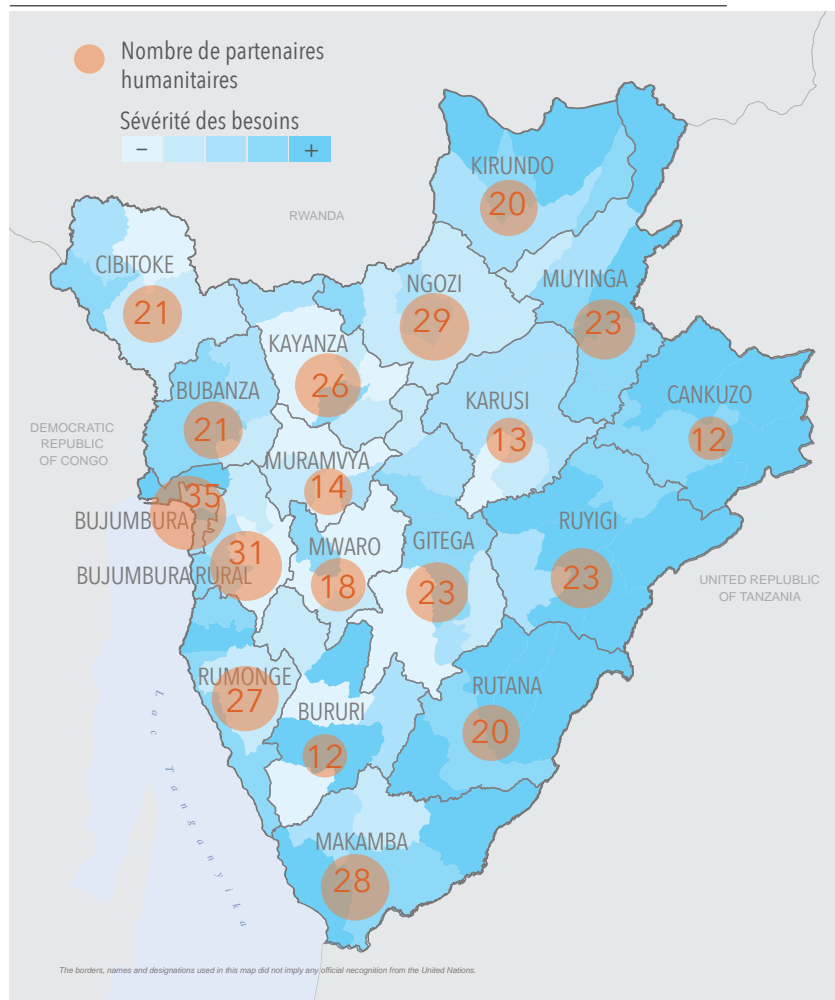 Nombre de partenaires
humanitaires
Sévérité des besoins
− +
KIRUNDO
20
RWANDA
CIBITOKE
21
NGOZI
29
MUYINGA
23
KAYANZA
26
BUBANZA
21
KARUSI
13
CANKUZO
12
DEMOCRATIC
REPUBLIC
OF CONGO
MURAMVYA
14
35
BUJUMBURA
31
BUJUMBURA RURAL
MWARO
18
GITEGA
23
RUYIGI
23
UNITED REPUBLIC
OF TANZANIA
RUMONGE
27
BURURI
12
RUTANA
20
Lac Tanganyika
MAKAMBA
28
The borders, names and designations used in this map did not imply any official necognition from the United Nations.